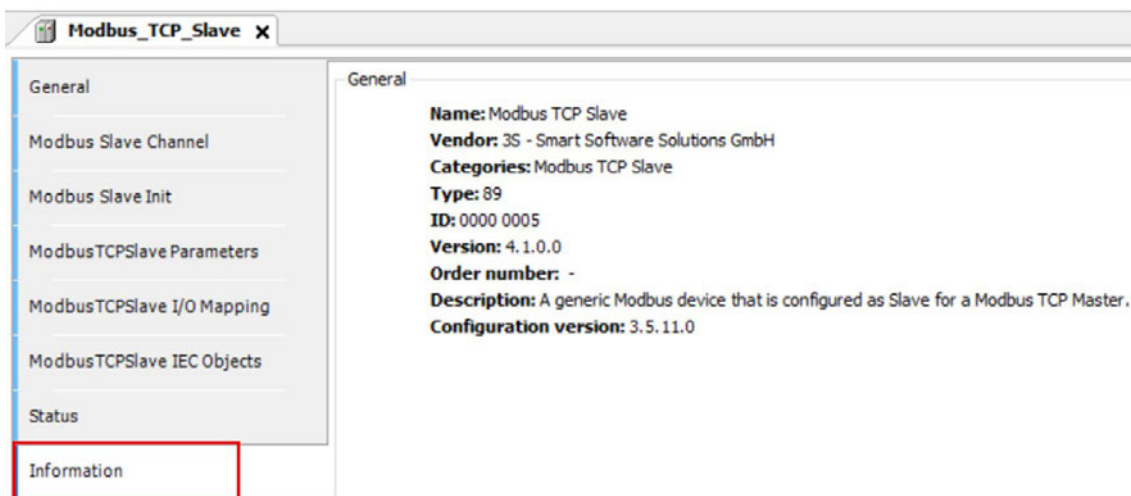 Modbus_TCP_Slave X
General
Modbus Slave Channel
Modbus Slave Init
ModbusTCPSlave Parameters
ModbusTCPSlave I/O Mapping
ModbusTCPSlave IEC Objects
Status
Information
General
Name: Modbus TCP Slave
Vendor: 3S - Smart Software Solutions GmbH
Categories: Modbus TCP Slave
Type: 89
ID: 0000 0005
Version: 4.1.0.0
Order number: -
Description: A generic Modbus device that is configured as Slave for a Modbus TCP Master.
Configuration version: 3.5.11.0